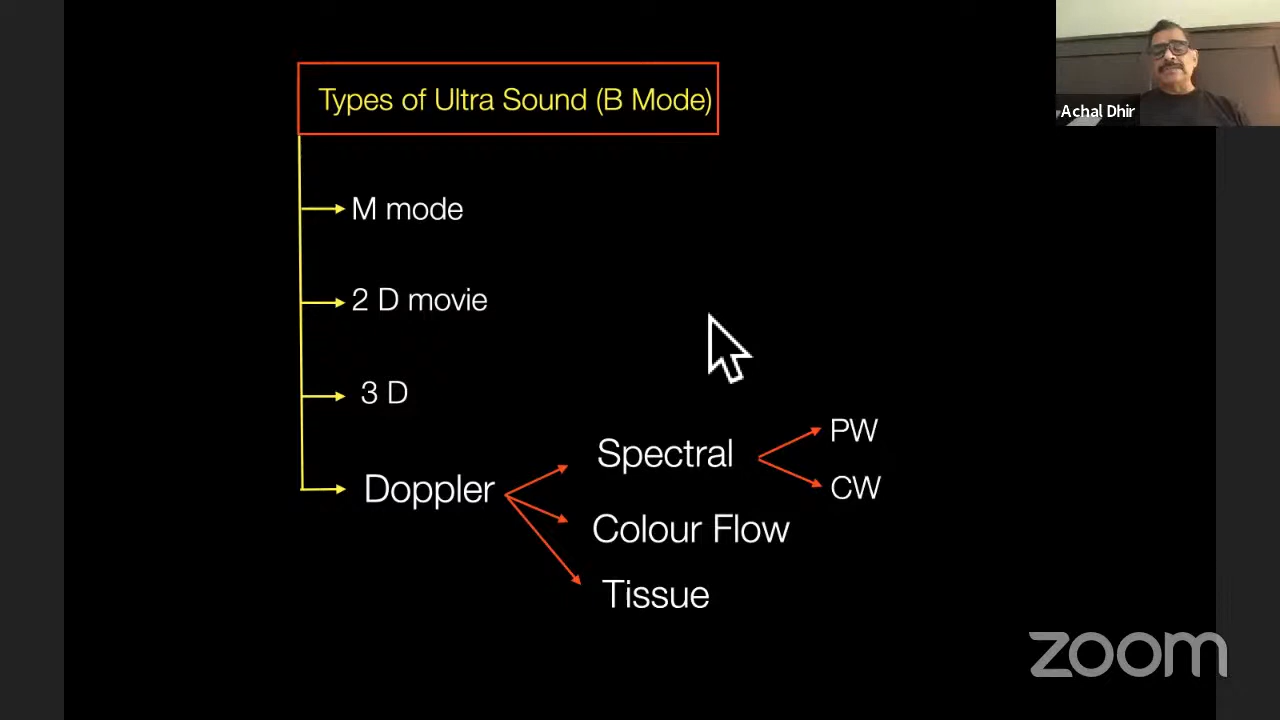 Types of Ultra Sound (B Mode)
Achal Dhir
M mode
2 D movie
3 D
Doppler
Spectral
PW
CW
Colour Flow
Tissue
zoom